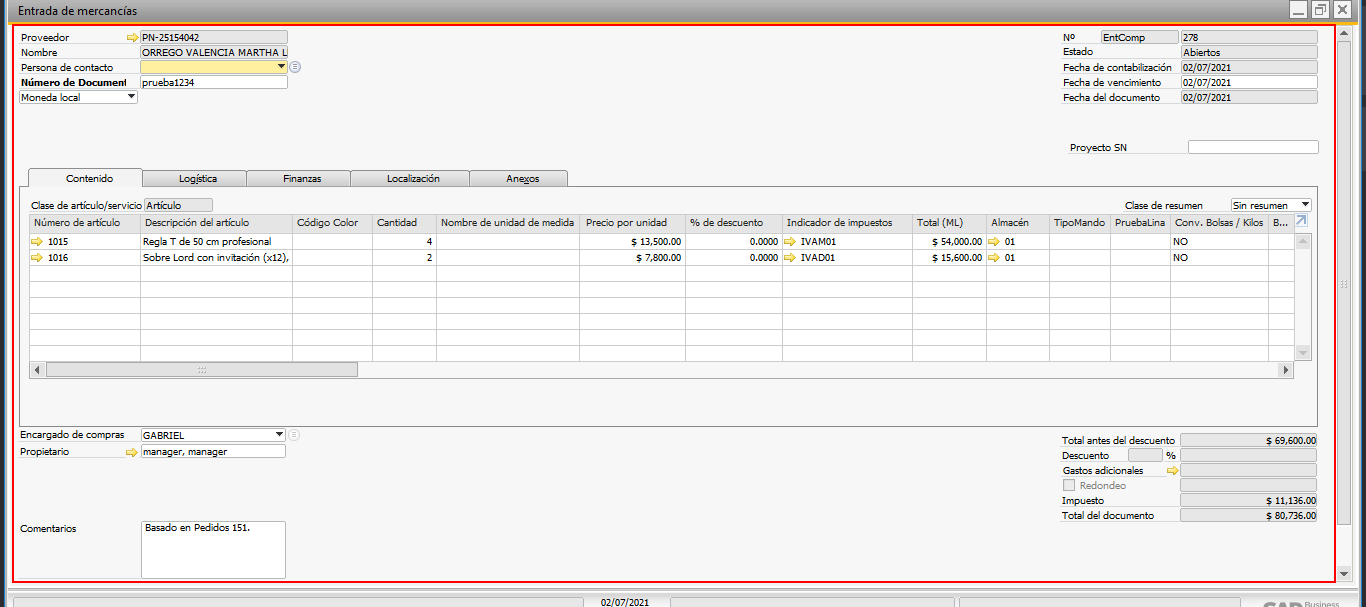 Entrada de mercancías
Proveedor PN-25154042
Nombre ORREGO VALENCIA MARTHA L
Persona de contacto
Número de Document prueba1234
Moneda local
Nº EntComp 278
Estado Abiertos
Fecha de contabilización 02/07/2021
Fecha de vencimiento 02/07/2021
Fecha del documento 02/07/2021
Proyecto SN
Contenido Logística Finanzas Localización Anexos
Clase de artículo/servicio Artículo Clase de resumen Sin resumen
Número de artículo Descripción del artículo Código Color Cantidad Nombre de unidad de medida Precio por unidad % de descuento Indicador de impuestos Total (ML) Almacén TipoMando PruebaLina Conv. Bolsas / Kilos B...
1015 Regla T de 50 cm profesional 4 $ 13,500.00 0.0000 IVAM01 $ 54,000.00 01 NO
1016 Sobre Lord con invitación (x12), 2 $ 7,800.00 0.0000 IVAD01 $ 15,600.00 01 NO
Encargado de compras GABRIEL
Propietario manager, manager
Total antes del descuento $ 69,600.00
Descuento %
Gastos adicionales
Redondeo
Impuesto $ 11,136.00
Total del documento $ 80,736.00
Comentarios Basado en Pedidos 151.
02/07/2021
SAP Business